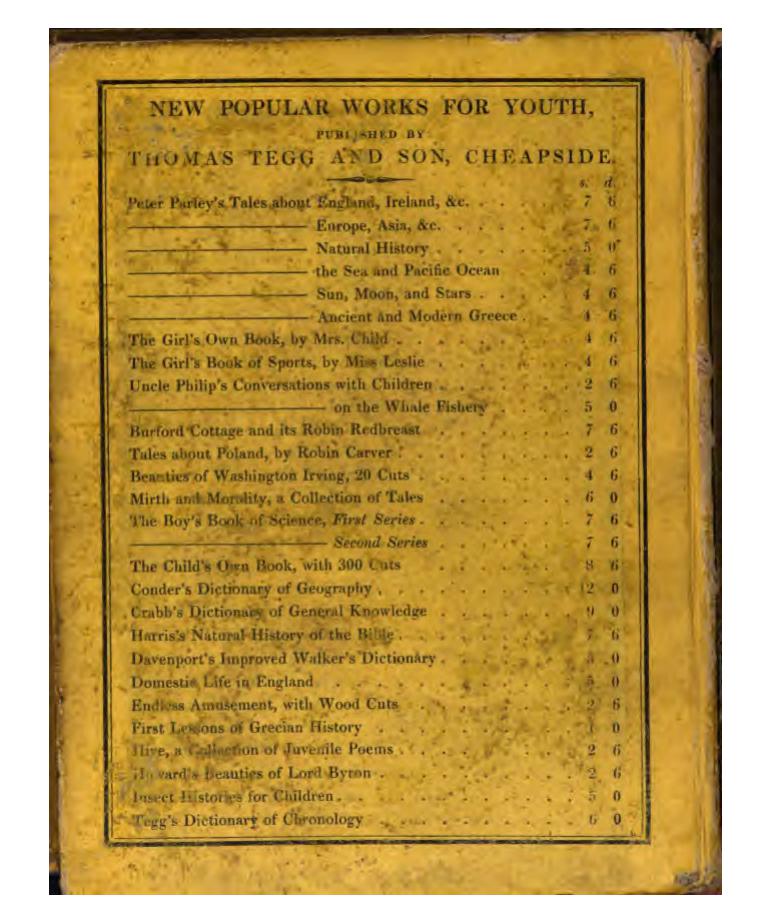 NEW POPULAR WORKS FOR YOUTH,
PUBLISHED BY
THOMAS TEGG AND SON, CHEAPSIDE.
s. d.
Peter Parley's Tales about England, Ireland, &c. . . . . 7 6
———————— Europe, Asia, &c. . . . . . 7 6
———————— Natural History . . . . . . 5 0
———————— the Sea and Pacific Ocean . . 4 6
———————— Sun, Moon, and Stars . . . . 4 6
———————— Ancient and Modern Greece . . 4 6
The Girl's Own Book, by Mrs. Child . . . . . . . 4 6
The Girl's Book of Sports, by Miss Leslie . . . . . . 4 6
Uncle Philip's Conversations with Children . . . . . . 2 6
———————— on the Whale Fishery . . . . 5 0
Burford Cottage and its Robin Redbreast . . . . . . 7 6
Tales about Poland, by Robin Carver . . . . . . . 2 6
Beauties of Washington Irving, 20 Cuts . . . . . . 4 6
Mirth and Morality, a Collection of Tales . . . . . . 6 0
The Boy's Book of Science, First Series . . . . . . 7 6
———————— Second Series . . . . . . 7 6
The Child's Own Book, with 300 Cuts . . . . . . 8 6
Conder's Dictionary of Geography . . . . . . . . 12 0
Crabb's Dictionary of General Knowledge . . . . . . 9 0
Harris's Natural History of the Bible . . . . . . . 7 6
Davenport's Improved Walker's Dictionary . . . . . . 0
Domestic Life in England . . . . . . . . . 5 0
Endless Amusement, with Wood Cuts . . . . . . 2 6
First Lessons of Grecian History . . . . . . . . 0
Hive, a Collection of Juvenile Poems . . . . . . . 2 6
Howard's Beauties of Lord Byron . . . . . . . . 2 6
Insect Histories for Children . . . . . . . . . 5 0
Tegg's Dictionary of Chronology . . . . . . . . 6 0